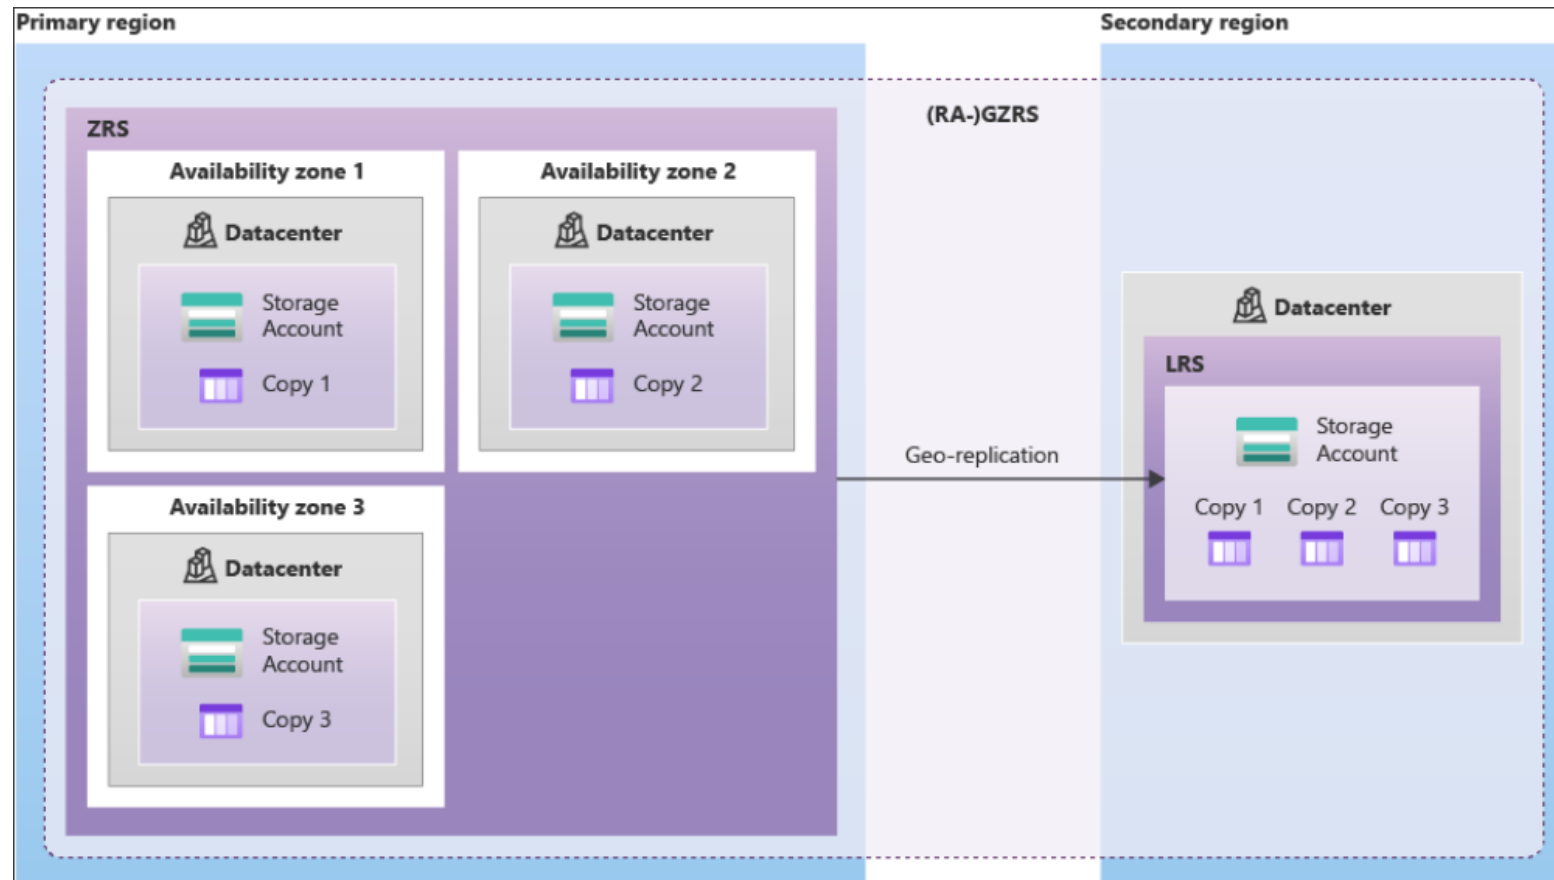 Primary region
Secondary region
(RA-)GZRS
ZRS
Availability zone 1
Datacenter
Storage
Account
Copy 1
Availability zone 2
Datacenter
Storage
Account
Copy 2
Availability zone 3
Datacenter
Storage
Account
Copy 3
Geo-replication
Datacenter
LRS
Storage
Account
Copy 1 Copy 2 Copy 3